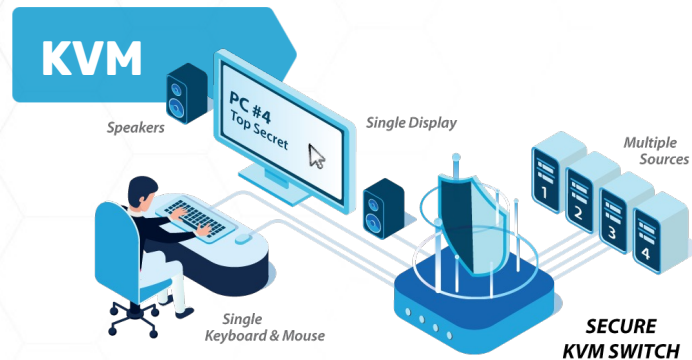 KVM
Speakers
PC #4
Top Secret
Single Display
Multiple
Sources
1
2
3
4
Single
Keyboard & Mouse
SECURE
KVM SWITCH